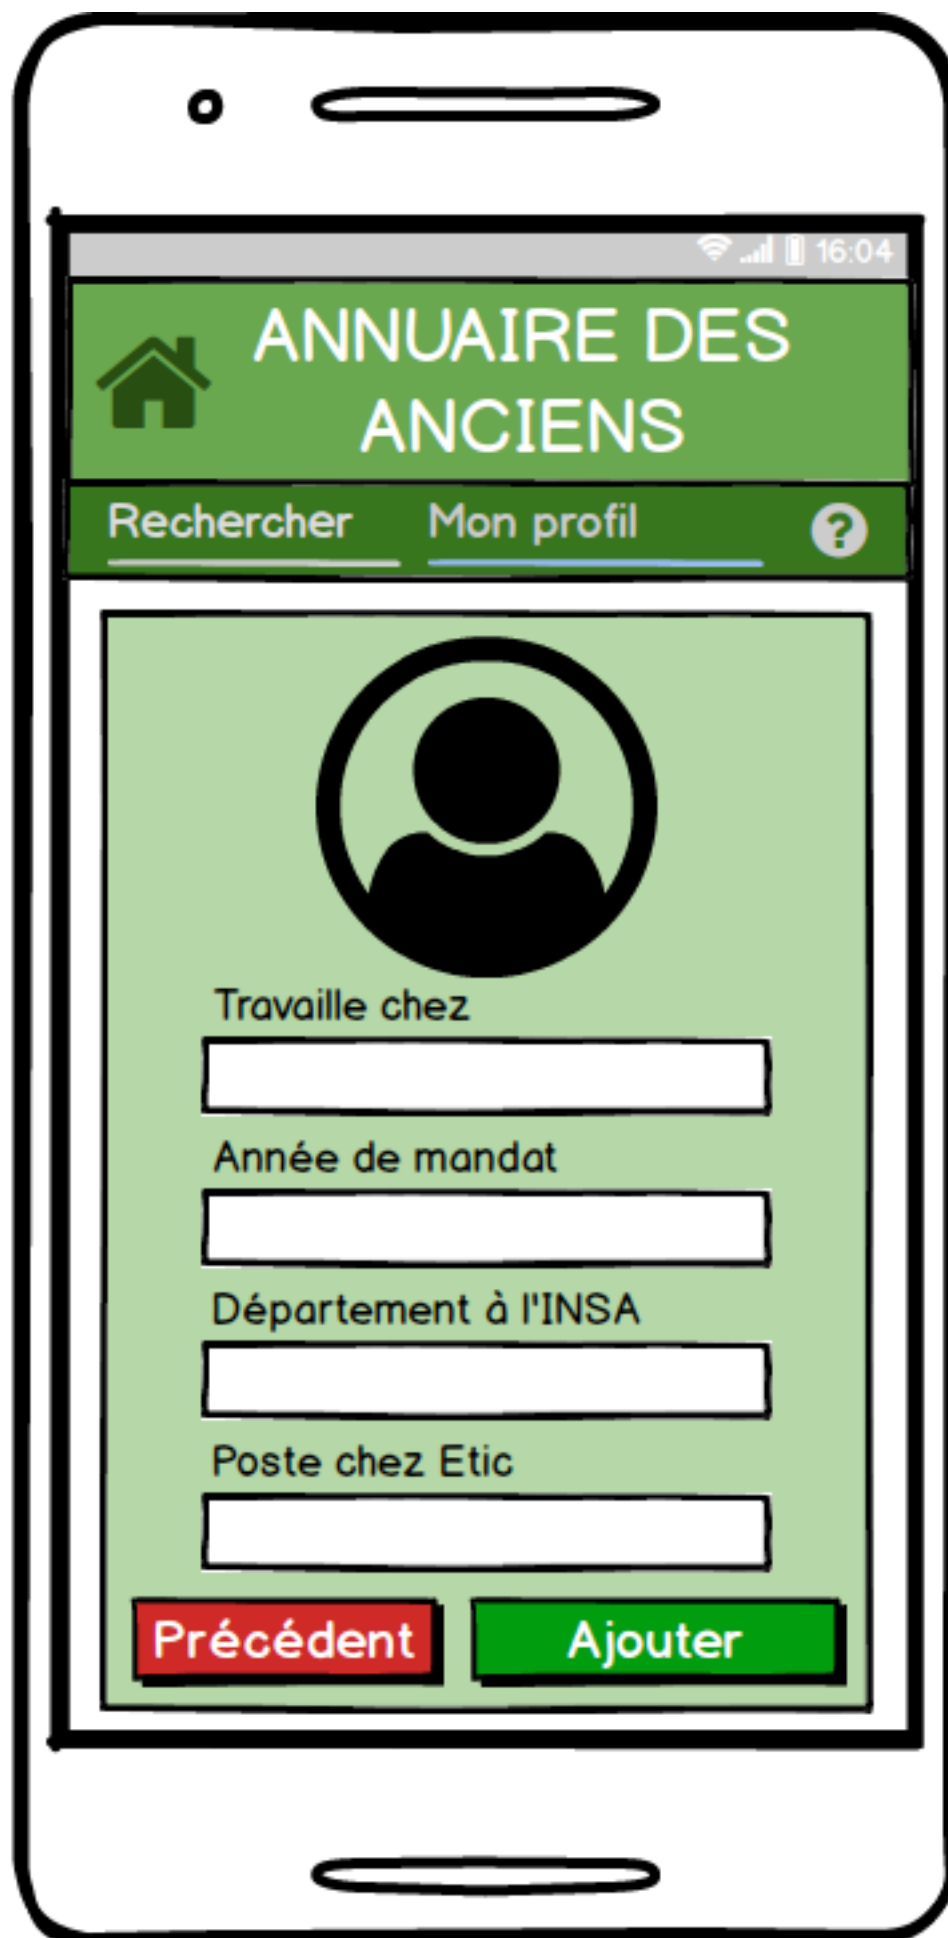 16:04
ANNUAIRE DES
ANCIENS
Rechercher Mon profil ?
Travaille chez
Année de mandat
Département à l'INSA
Poste chez Etic
Précédent Ajouter